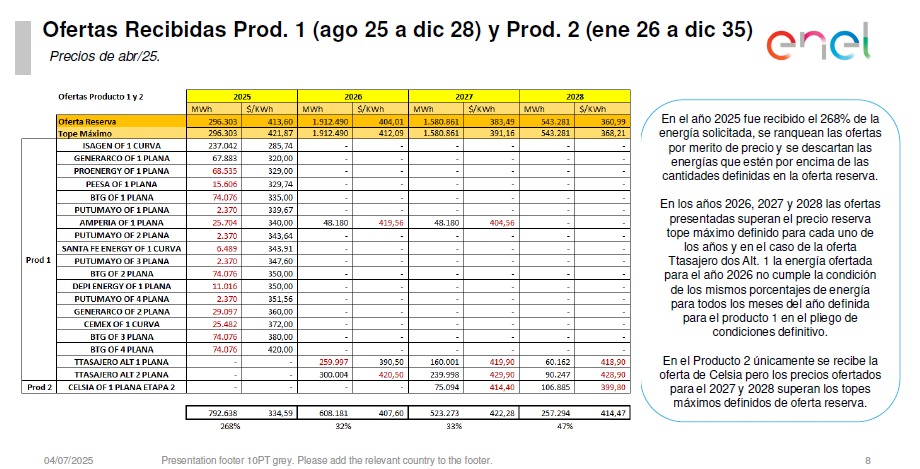 Ofertas Recibidas Prod. 1 (ago 25 a dic 28) y Prod. 2 (ene 26 a dic 35)
enel
Precios de abr/25.
Ofertas Producto 1 y 2 2025 2026 2027 2028
MWh $/KWh MWh $/KWh MWh $/KWh MWh $/KWh
Oferta Reserva 296.303 413,60 1.912.490 404,01 1.580.861 383,49 543.281 360,99
Tope Máximo 296.303 421,87 1.912.490 412,09 1.580.861 391,16 543.281 368,21
Prod 1
ISAGEN OF 1 CURVA 237.042 285,74 - - - - - -
GENERARCO OF 1 PLANA 67.883 320,00 - - - - - -
PROENERGY OF 1 PLANA 68.535 329,00 - - - - - -
PEESA OF 1 PLANA 15.606 329,74 - - - - - -
BTG OF 1 PLANA 74.076 335,00 - - - - - -
PUTUMAYO OF 1 PLANA 2.370 339,67 - - - - - -
AMPERIA OF 1 PLANA 25.704 340,00 48.180 419,56 48.180 404,56 - -
PUTUMAYO OF 2 PLANA 2.370 343,64 - - - - - -
SANTA FE ENERGY OF 1 CURVA 6.489 343,91 - - - - - -
PUTUMAYO OF 3 PLANA 2.370 347,60 - - - - - -
BTG OF 2 PLANA 74.076 350,00 - - - - - -
DEPI ENERGY OF 1 PLANA 11.016 350,00 - - - - - -
PUTUMAYO OF 4 PLANA 2.370 351,56 - - - - - -
GENERARCO OF 2 PLANA 29.097 360,00 - - - - - -
CEMEX OF 1 CURVA 25.482 372,00 - - - - - -
BTG OF 3 PLANA 74.076 380,00 - - - - - -
BTG OF 4 PLANA 74.076 420,00 - - - - - -
TTASAJERO ALT 1 PLANA - - 259.997 390,50 160.001 419,90 60.162 418,90
TTASAJERO ALT 2 PLANA - - 300.004 420,50 239.998 429,90 90.247 428,90
Prod 2 CELSIA OF 1 PLANA ETAPA 2 - - - - 75.094 414,40 106.885 399,80
792.638 334,59 608.181 407,60 523.273 422,28 257.294 414,47
268% 32% 33% 47%
En el año 2025 fue recibido el 268% de la
energía solicitada, se ranquean las ofertas
por merito de precio y se descartan las
energías que estén por encima de las
cantidades definidas en la oferta reserva.
En los años 2026, 2027 y 2028 las ofertas
presentadas superan el precio reserva
tope máximo definido para cada uno de
los años y en el caso de la oferta
Ttasajero dos Alt. 1 la energía ofertada
para el año 2026 no cumple la condición
de los mismos porcentajes de energía
para todos los meses del año definida
para el producto 1 en el pliego de
condiciones definitivo.
En el Producto 2 únicamente se recibe la
oferta de Celsia pero los precios ofertados
para el 2027 y 2028 superan los topes
máximos definidos de oferta reserva.
04/07/2025 Presentation footer 10PT grey. Please add the relevant country to the footer. 8